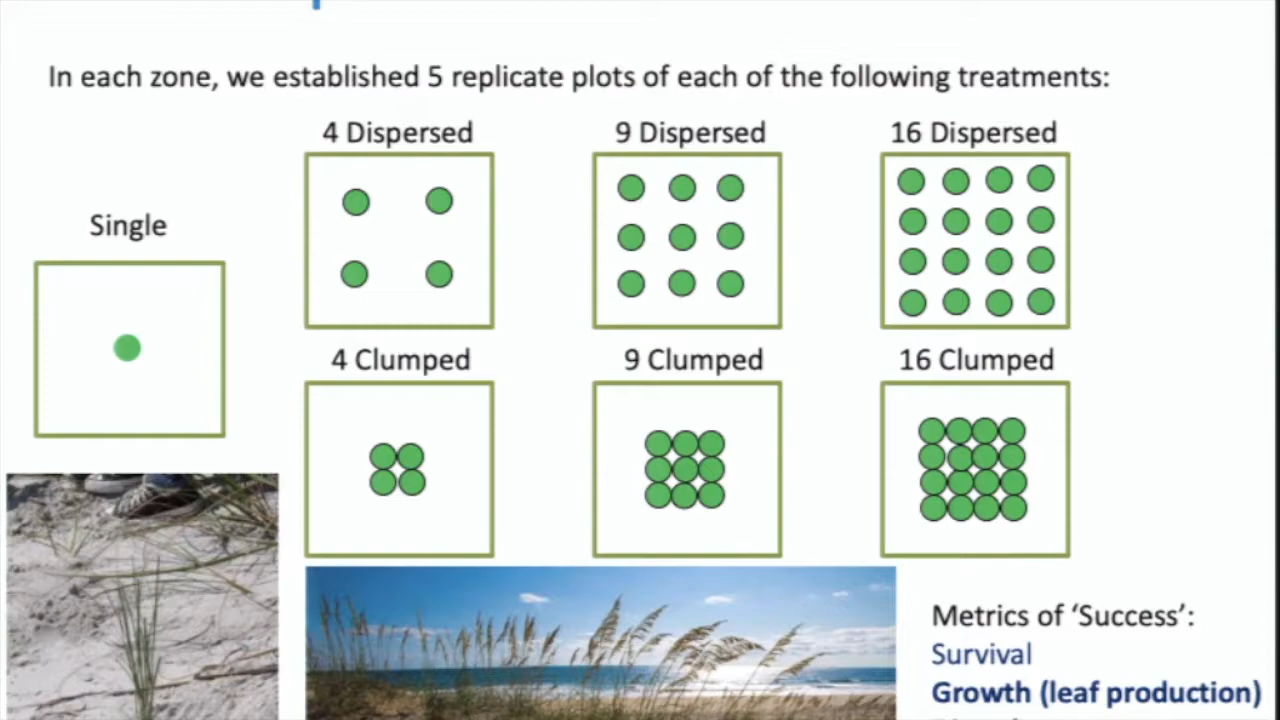 In each zone, we established 5 replicate plots of each of the following treatments:
4 Dispersed
9 Dispersed
16 Dispersed
Single
4 Clumped
9 Clumped
16 Clumped
Metrics of ‘Success’:
Survival
Growth (leaf production)